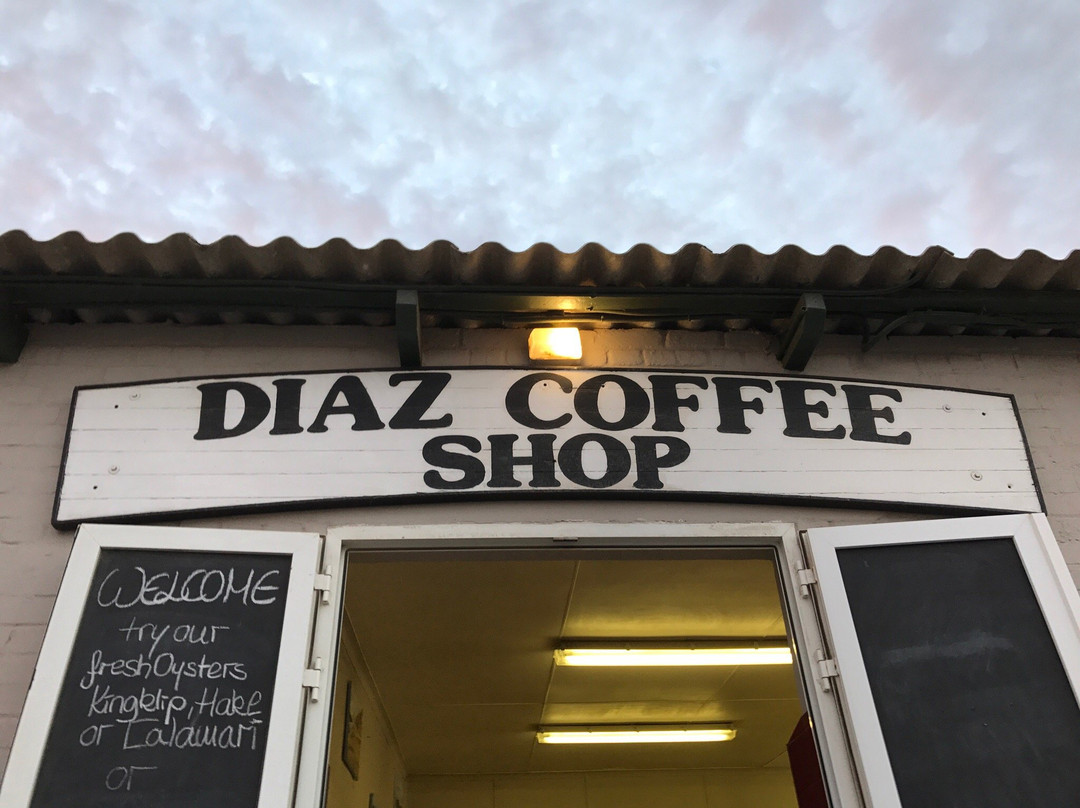 DIAZ COFFEE
SHOP
WELCOME
try our
fresh Oysters
Kingklip, Hake
or Calamari
or